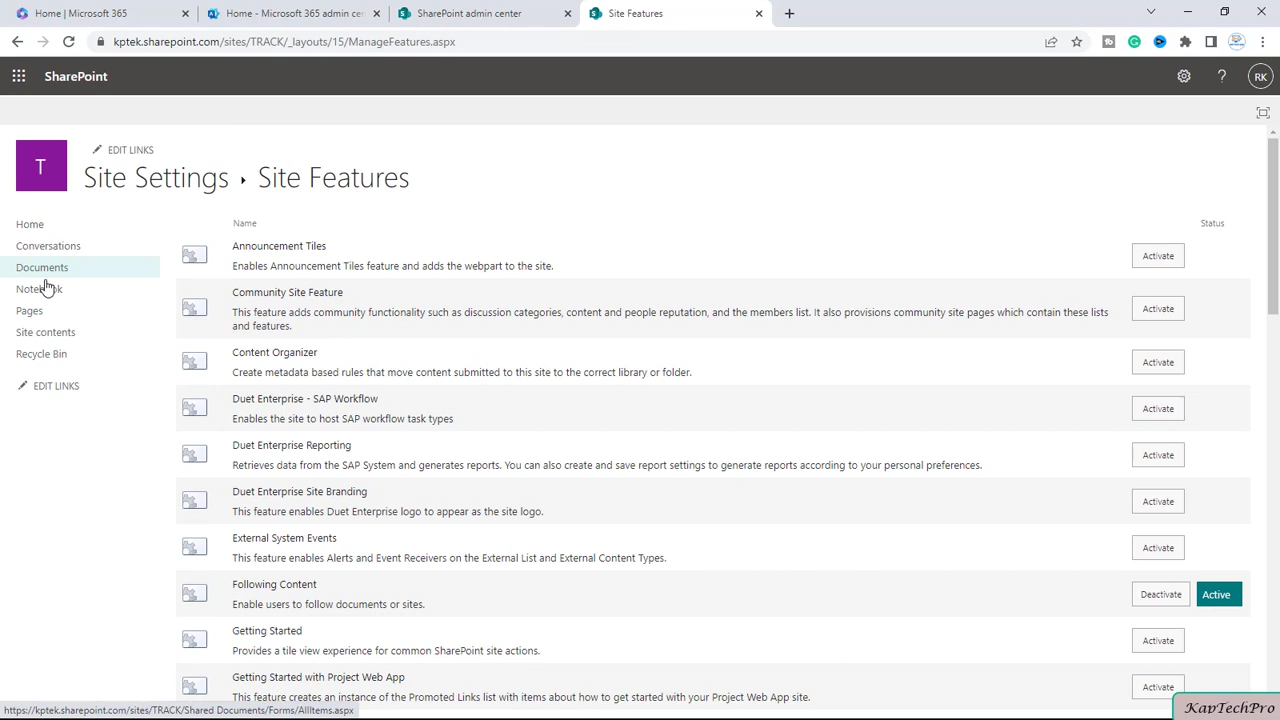 Home | Microsoft 365
Home - Microsoft 365 admin cen
SharePoint admin center
Site Features
kptek.sharepoint.com/sites/TRACK/_layouts/15/ManageFeatures.aspx
SharePoint
RK
EDIT LINKS
T
Site Settings ▸ Site Features
Home
Conversations
Documents
Notebook
Pages
Site contents
Recycle Bin
EDIT LINKS
Name
Status
Announcement Tiles
Enables Announcement Tiles feature and adds the webpart to the site.
Activate
Community Site Feature
This feature adds community functionality such as discussion categories, content and people reputation, and the members list. It also provisions community site pages which contain these lists
and features.
Activate
Content Organizer
Create metadata based rules that move content submitted to this site to the correct library or folder.
Activate
Duet Enterprise - SAP Workflow
Enables the site to host SAP workflow task types
Activate
Duet Enterprise Reporting
Retrieves data from the SAP System and generates reports. You can also create and save report settings to generate reports according to your personal preferences.
Activate
Duet Enterprise Site Branding
This feature enables Duet Enterprise logo to appear as the site logo.
Activate
External System Events
This feature enables Alerts and Event Receivers on the External List and External Content Types.
Activate
Following Content
Enable users to follow documents or sites.
Deactivate
Active
Getting Started
Provides a tile view experience for common SharePoint site actions.
Activate
Getting Started with Project Web App
This feature creates an instance of the Promoted Links list with items about how to get started with your Project Web App site.
Activate
https://kptek.sharepoint.com/sites/TRACK/Shared Documents/Forms/AllItems.aspx
KapTechPro